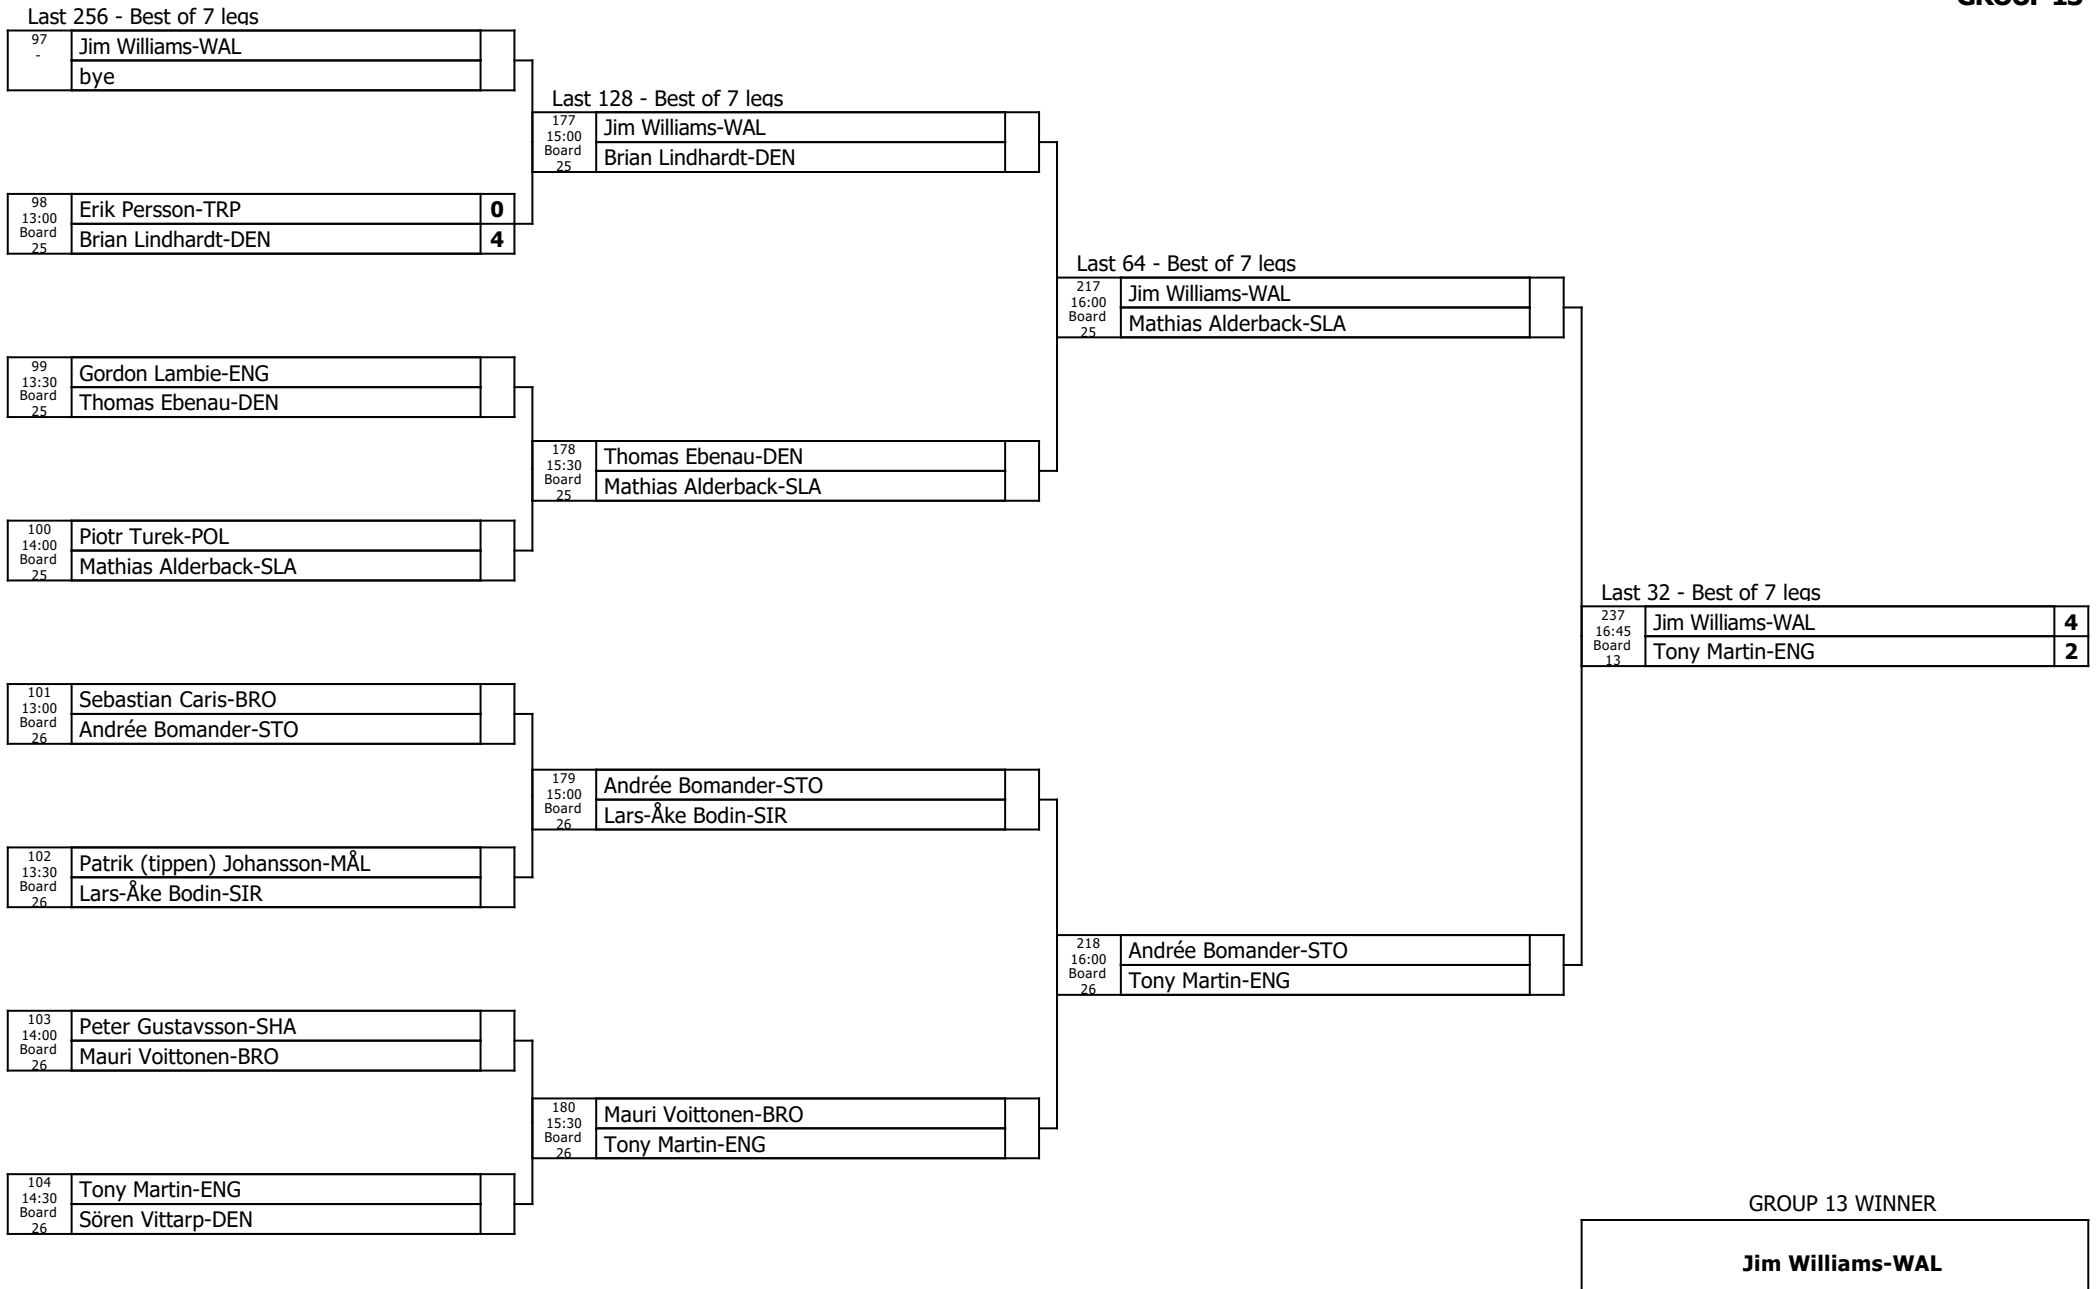 GROUP 13
Last 256 - Best of 7 legs
97
-
Jim Williams-WAL
bye
Last 128 - Best of 7 legs
177
15:00
Board
25
Jim Williams-WAL
Brian Lindhardt-DEN
98
13:00
Board
25
Erik Persson-TRP 0
Brian Lindhardt-DEN 4
Last 64 - Best of 7 legs
217
16:00
Board
25
Jim Williams-WAL
Mathias Alderback-SLA
99
13:30
Board
25
Gordon Lambie-ENG
Thomas Ebenau-DEN
178
15:30
Board
25
Thomas Ebenau-DEN
Mathias Alderback-SLA
100
14:00
Board
25
Piotr Turek-POL
Mathias Alderback-SLA
Last 32 - Best of 7 legs
237
16:45
Board
13
Jim Williams-WAL 4
Tony Martin-ENG 2
101
13:00
Board
26
Sebastian Caris-BRO
Andrée Bomander-STO
179
15:00
Board
26
Andrée Bomander-STO
Lars-Åke Bodin-SIR
102
13:30
Board
26
Patrik (tippen) Johansson-MÅL
Lars-Åke Bodin-SIR
218
16:00
Board
26
Andrée Bomander-STO
Tony Martin-ENG
103
14:00
Board
26
Peter Gustavsson-SHA
Mauri Voittonen-BRO
180
15:30
Board
26
Mauri Voittonen-BRO
Tony Martin-ENG
104
14:30
Board
26
Tony Martin-ENG
Sören Vittarp-DEN
GROUP 13 WINNER
Jim Williams-WAL